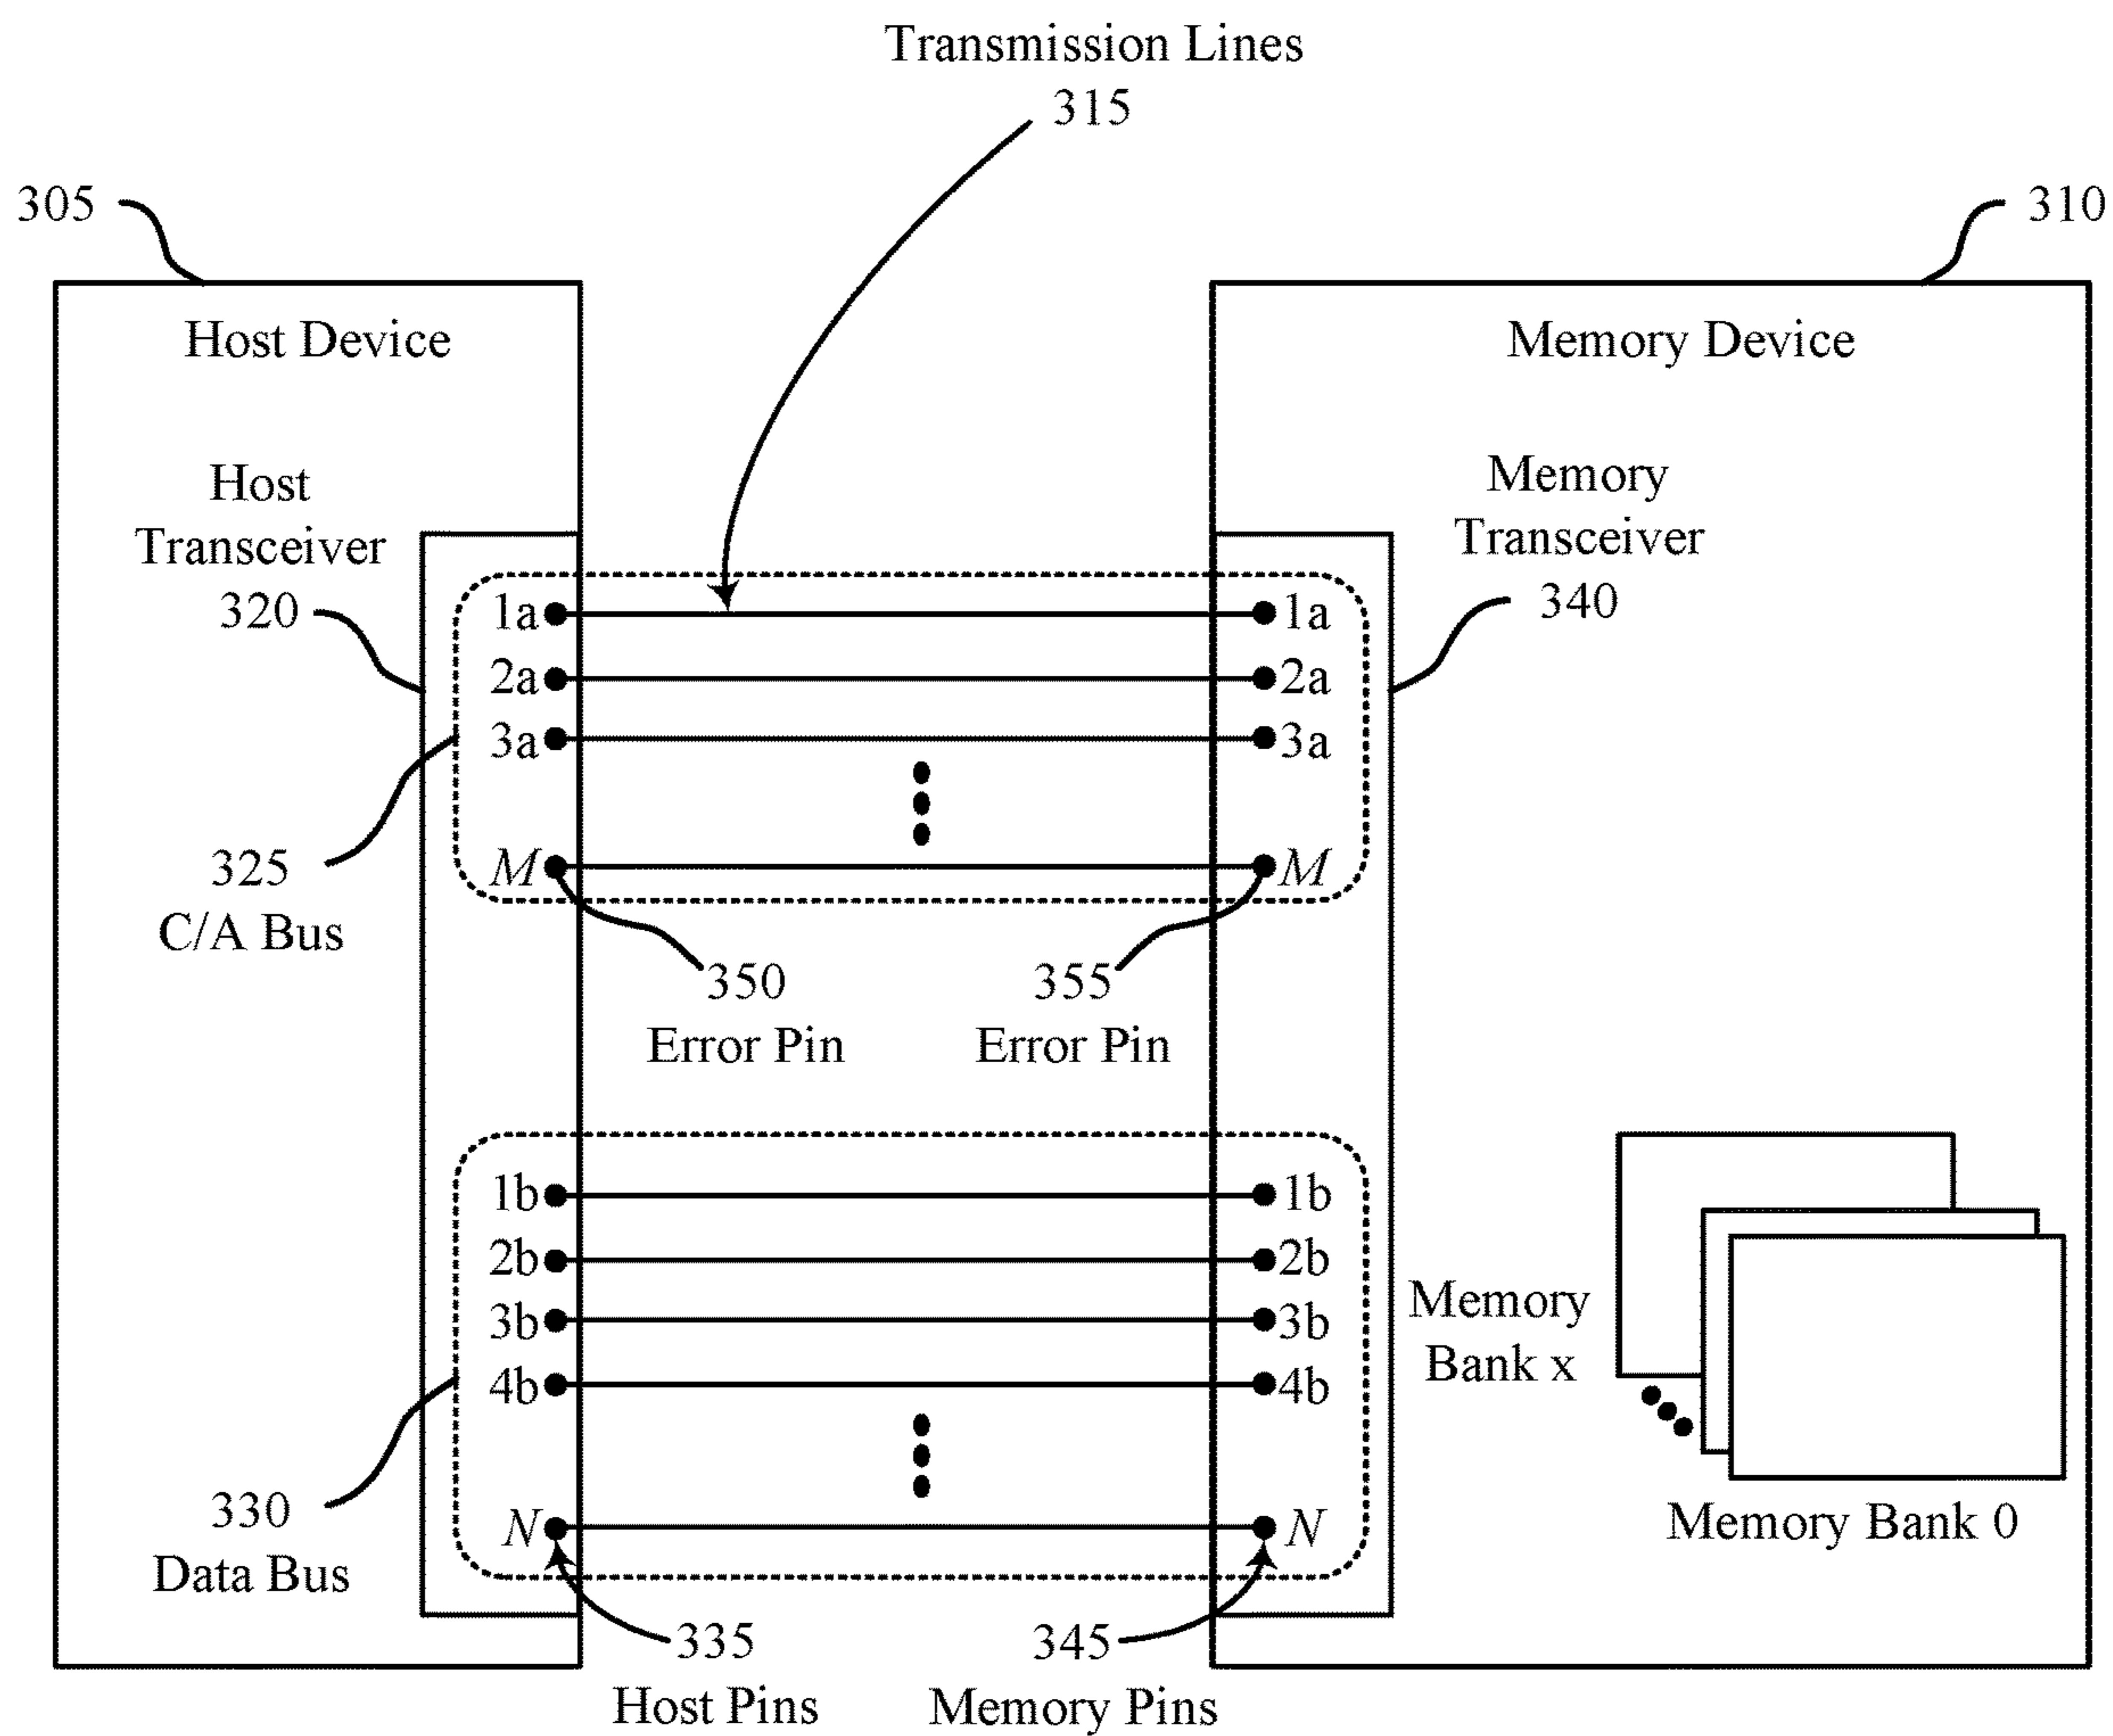 Transmission Lines
315
305
310
Host Device
Memory Device
Host
Transceiver
320
Memory
Transceiver
340
1a
1a
2a
2a
3a
3a
M
M
325
C/A Bus
350
Error Pin
355
Error Pin
1b
1b
2b
2b
3b
3b
4b
4b
N
N
330
Data Bus
Memory
Bank x
Memory Bank 0
335
Host Pins
345
Memory Pins